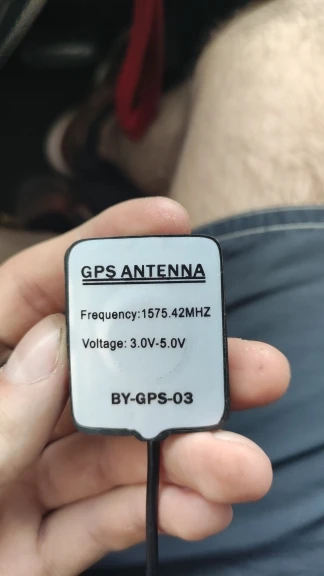 GPS ANTENNA
Frequency:1575.42MHZ
Voltage: 3.0V-5.0V
BY-GPS-03